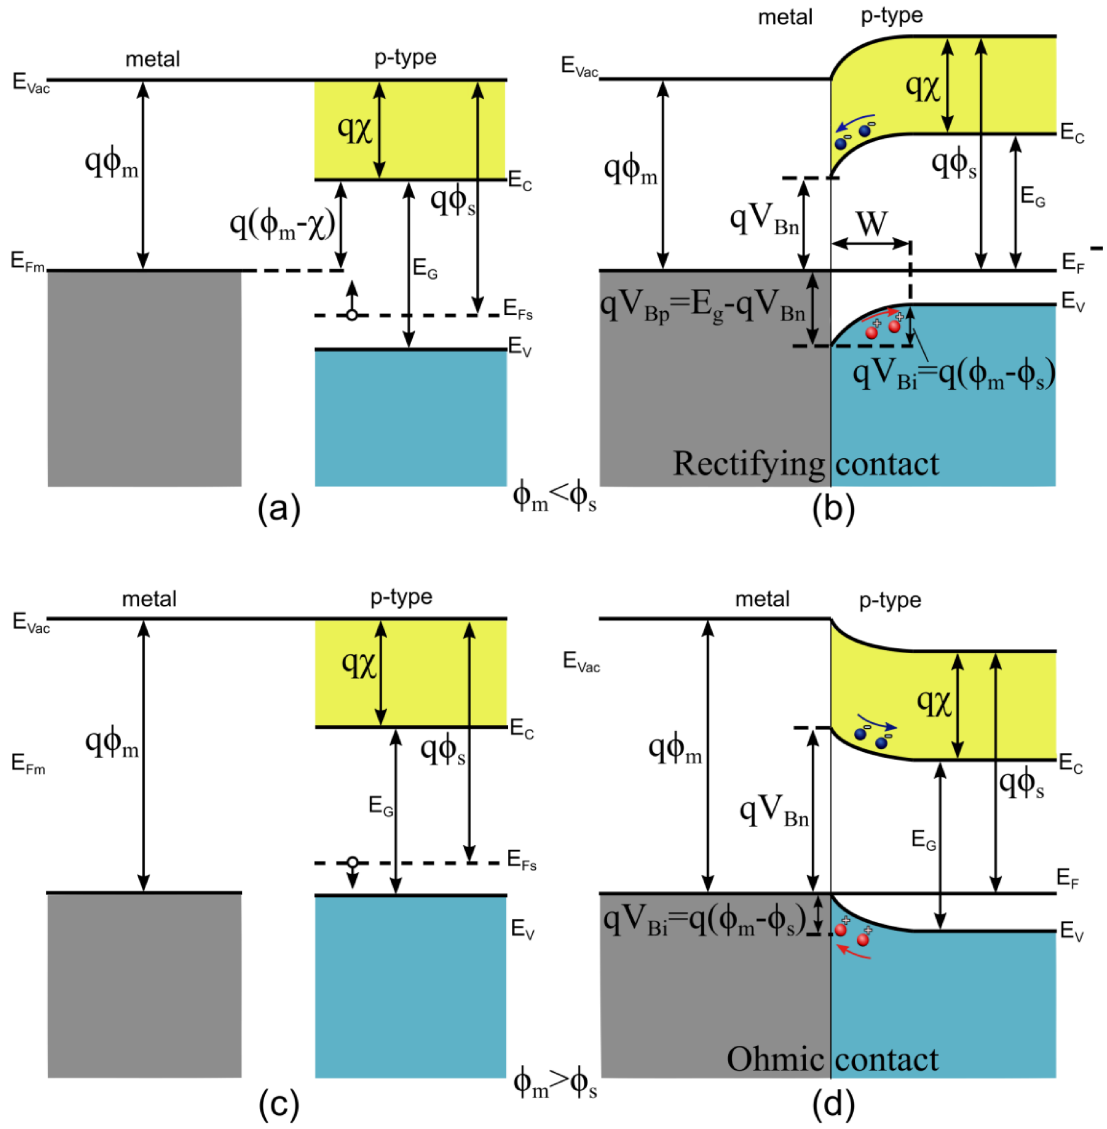 metal
p-type
E_Vac
qχ
qϕ_m
E_C
qϕ_s
q(ϕ_m-χ)
E_Fm
E_G
E_Fs
E_V
(a)
ϕ_m<ϕ_s
metal
p-type
E_Vac
qχ
E_C
qϕ_m
qϕ_s
E_G
qV_Bn
W
E_F
qV_Bp=E_g-qV_Bn
E_V
qV_Bi=q(ϕ_m-ϕ_s)
Rectifying contact
(b)
metal
p-type
E_Vac
qχ
E_C
qϕ_m
qϕ_s
E_Fm
E_G
E_Fs
E_V
(c)
ϕ_m>ϕ_s
metal
p-type
E_Vac
qχ
qϕ_m
E_C
qϕ_s
qV_Bn
E_G
E_F
qV_Bi=q(ϕ_m-ϕ_s)
E_V
Ohmic contact
(d)